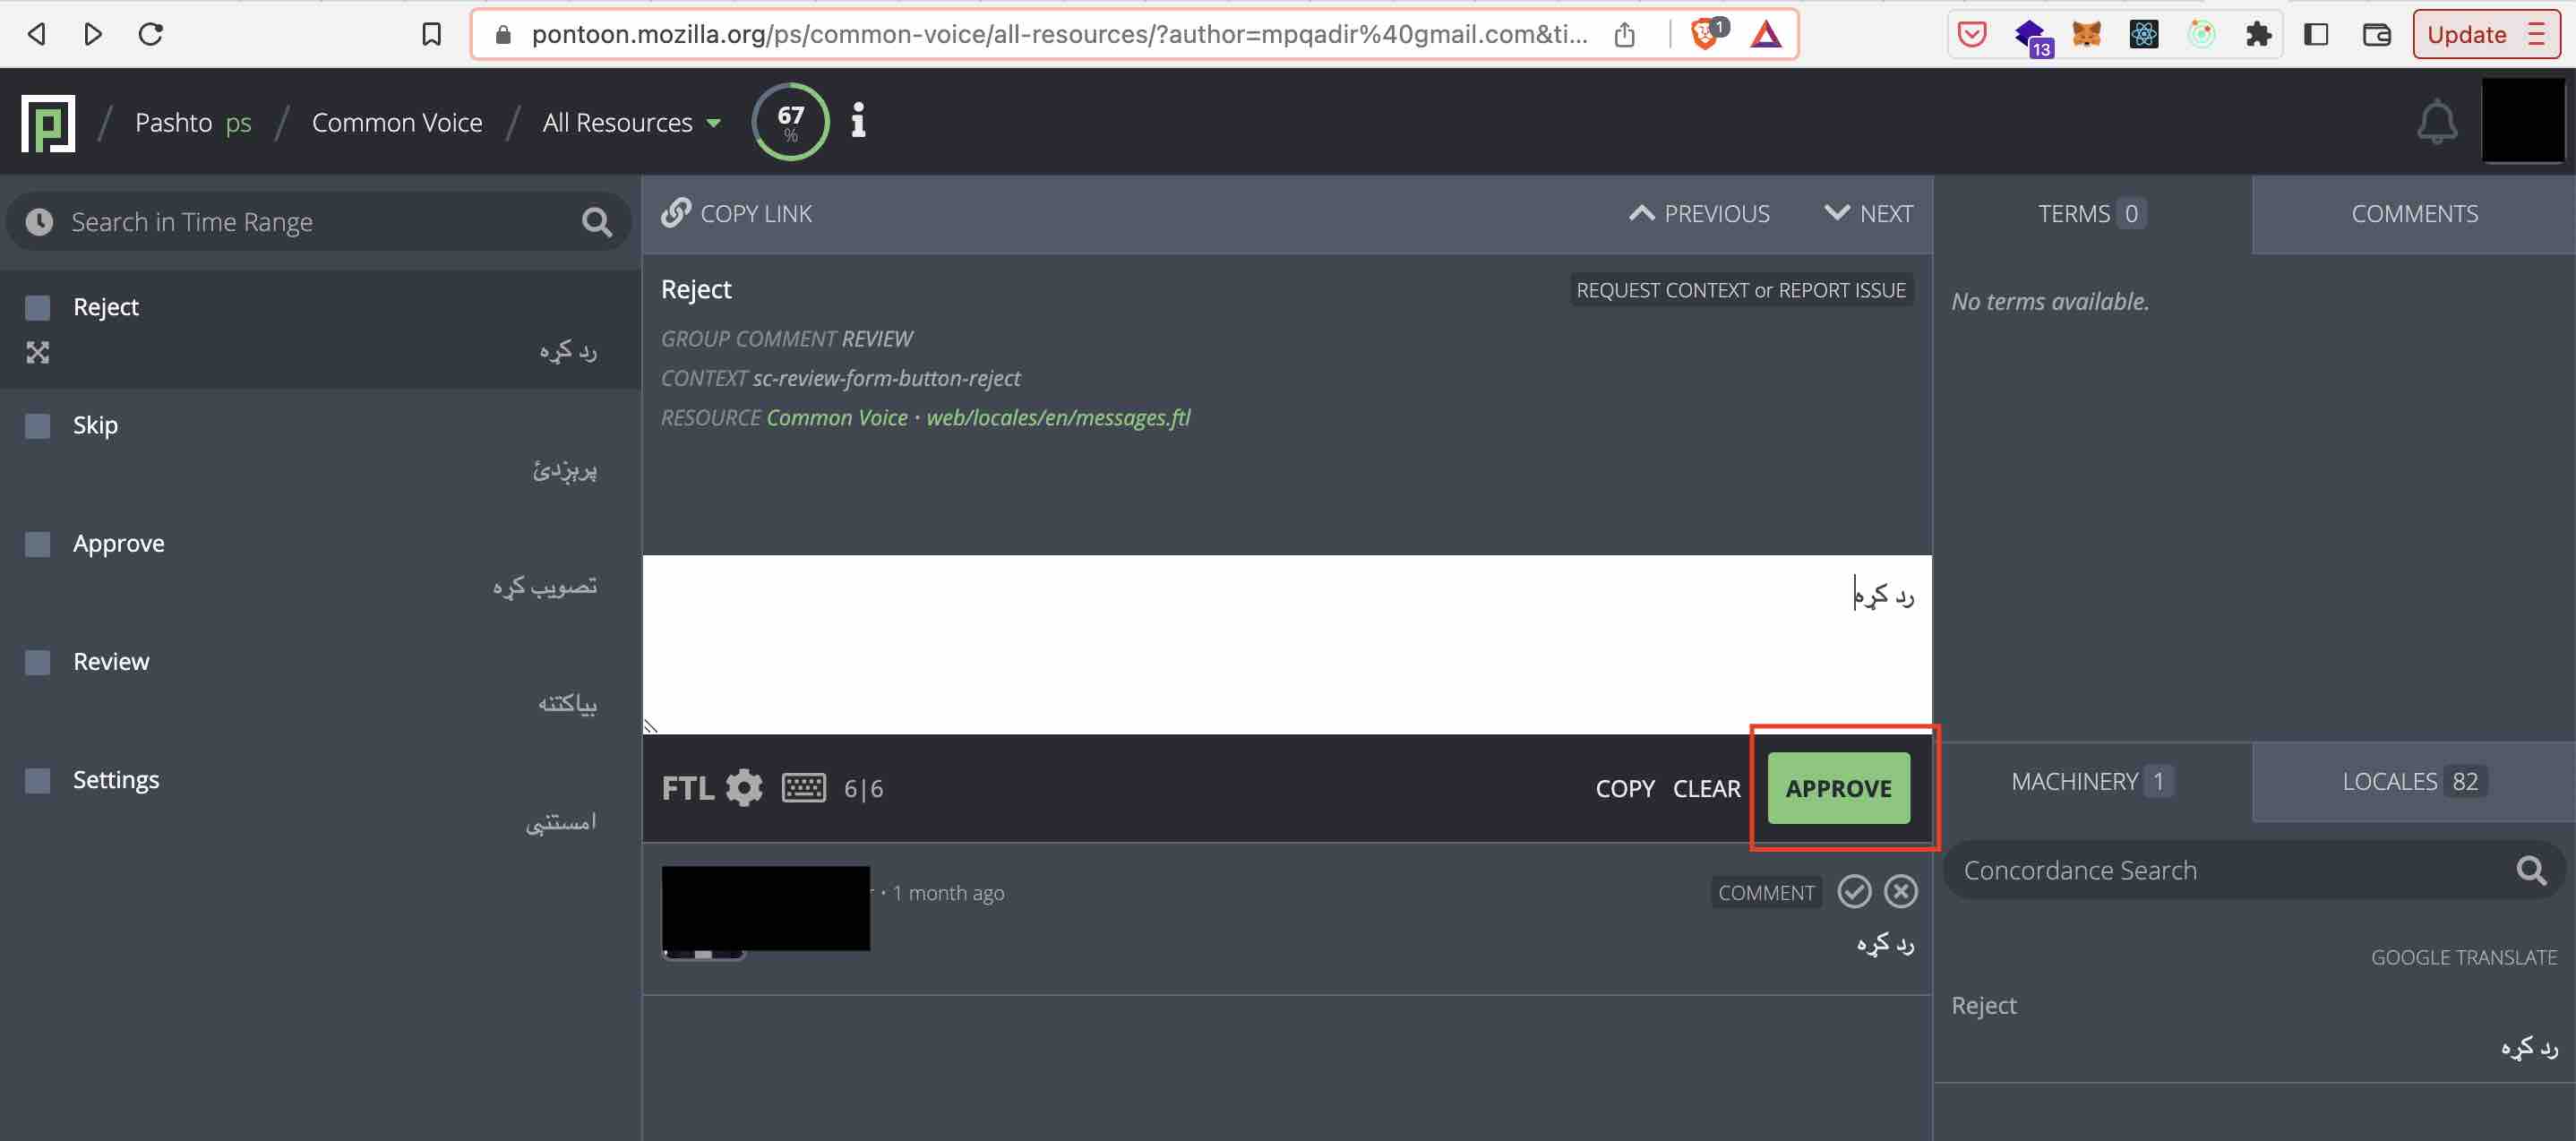 pontoon.mozilla.org/ps/common-voice/all-resources/?author=mpqadir%40gmail.com&ti...
1
13
Update
/ Pashto ps / Common Voice / All Resources
67
%
Search in Time Range
Reject
رد کړه
Skip
پرېږدئ
Approve
تصویب کړه
Review
بیاکتنه
Settings
امستنې
COPY LINK
PREVIOUS
NEXT
Reject
REQUEST CONTEXT or REPORT ISSUE
GROUP COMMENT REVIEW
CONTEXT sc-review-form-button-reject
RESOURCE Common Voice • web/locales/en/messages.ftl
رد کړه
FTL
6|6
COPY
CLEAR
APPROVE
• 1 month ago
COMMENT
رد کړه
TERMS 0
COMMENTS
No terms available.
MACHINERY 1
LOCALES 82
Concordance Search
GOOGLE TRANSLATE
Reject
رد کړه